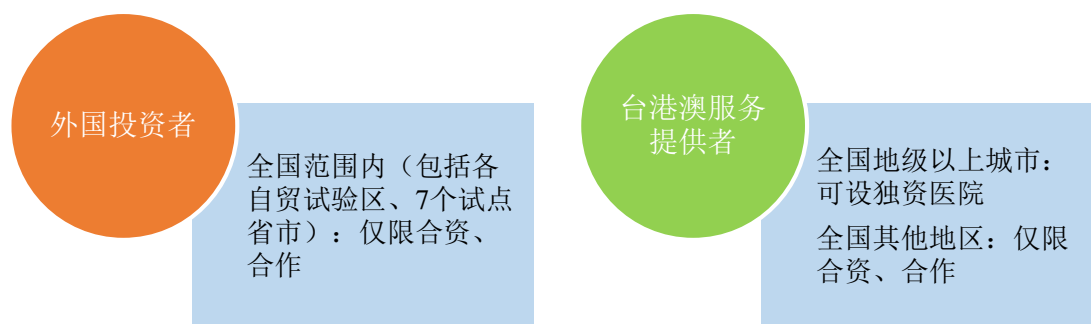 外国投资者
全国范围内（包括各
自贸试验区、7个试点
省市）：仅限合资、
合作
台港澳服务
提供者
全国地级以上城市：
可设独资医院
全国其他地区：仅限
合资、合作